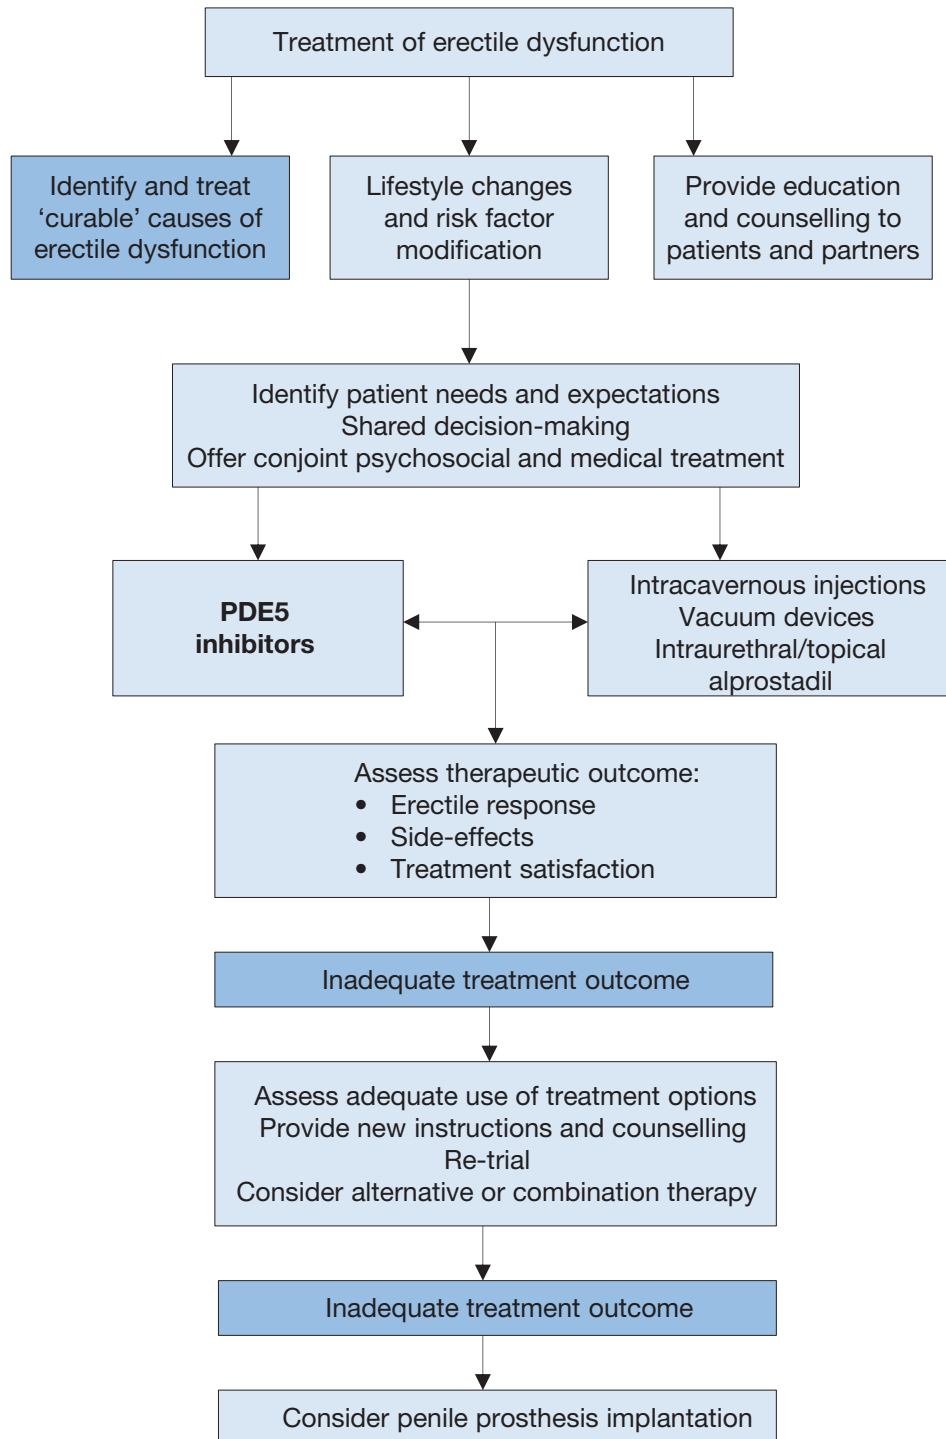 Treatment of erectile dysfunction
Identify and treat
‘curable’ causes of
erectile dysfunction
Lifestyle changes
and risk factor
modification
Provide education
and counselling to
patients and partners
Identify patient needs and expectations
Shared decision-making
Offer conjoint psychosocial and medical treatment
PDE5
inhibitors
Intracavernous injections
Vacuum devices
Intraurethral/topical
alprostadil
Assess therapeutic outcome:
• Erectile response
• Side-effects
• Treatment satisfaction
Inadequate treatment outcome
Assess adequate use of treatment options
Provide new instructions and counselling
Re-trial
Consider alternative or combination therapy
Inadequate treatment outcome
Consider penile prosthesis implantation